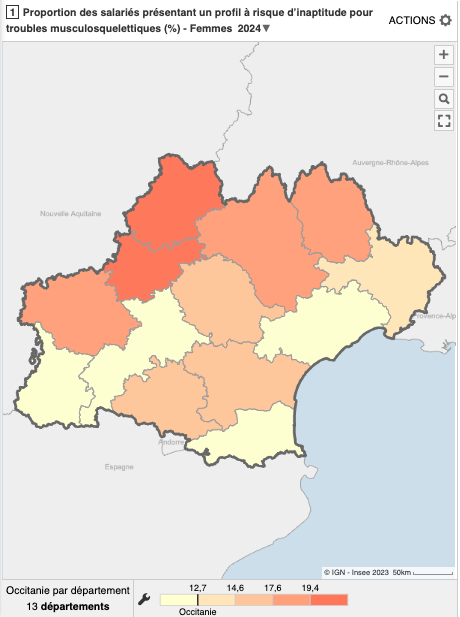 1 Proportion des salariés présentant un profil à risque d'inaptitude pour
troubles musculosquelettiques (%) - Femmes 2024▼
ACTIONS
+
−
Auvergne-Rhône-Alpes
Nouvelle Aquitaine
Provence-Alp
Andorre
Espagne
© IGN - Insee 2023 50km
Occitanie par département
13 départements
12,7 14,6 17,6 19,4
Occitanie